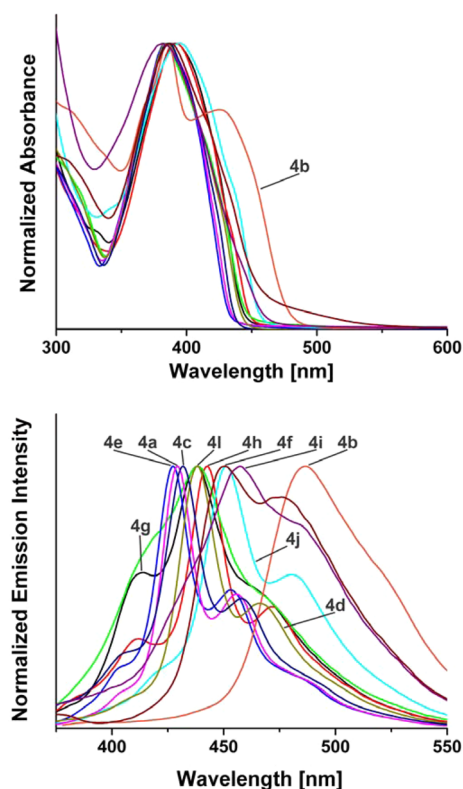 Normalized Absorbance
4b
300 400 500 600
Wavelength [nm]
Normalized Emission Intensity
4e 4a 4c 4l 4h 4f 4i 4b
4g
4j
4d
400 450 500 550
Wavelength [nm]